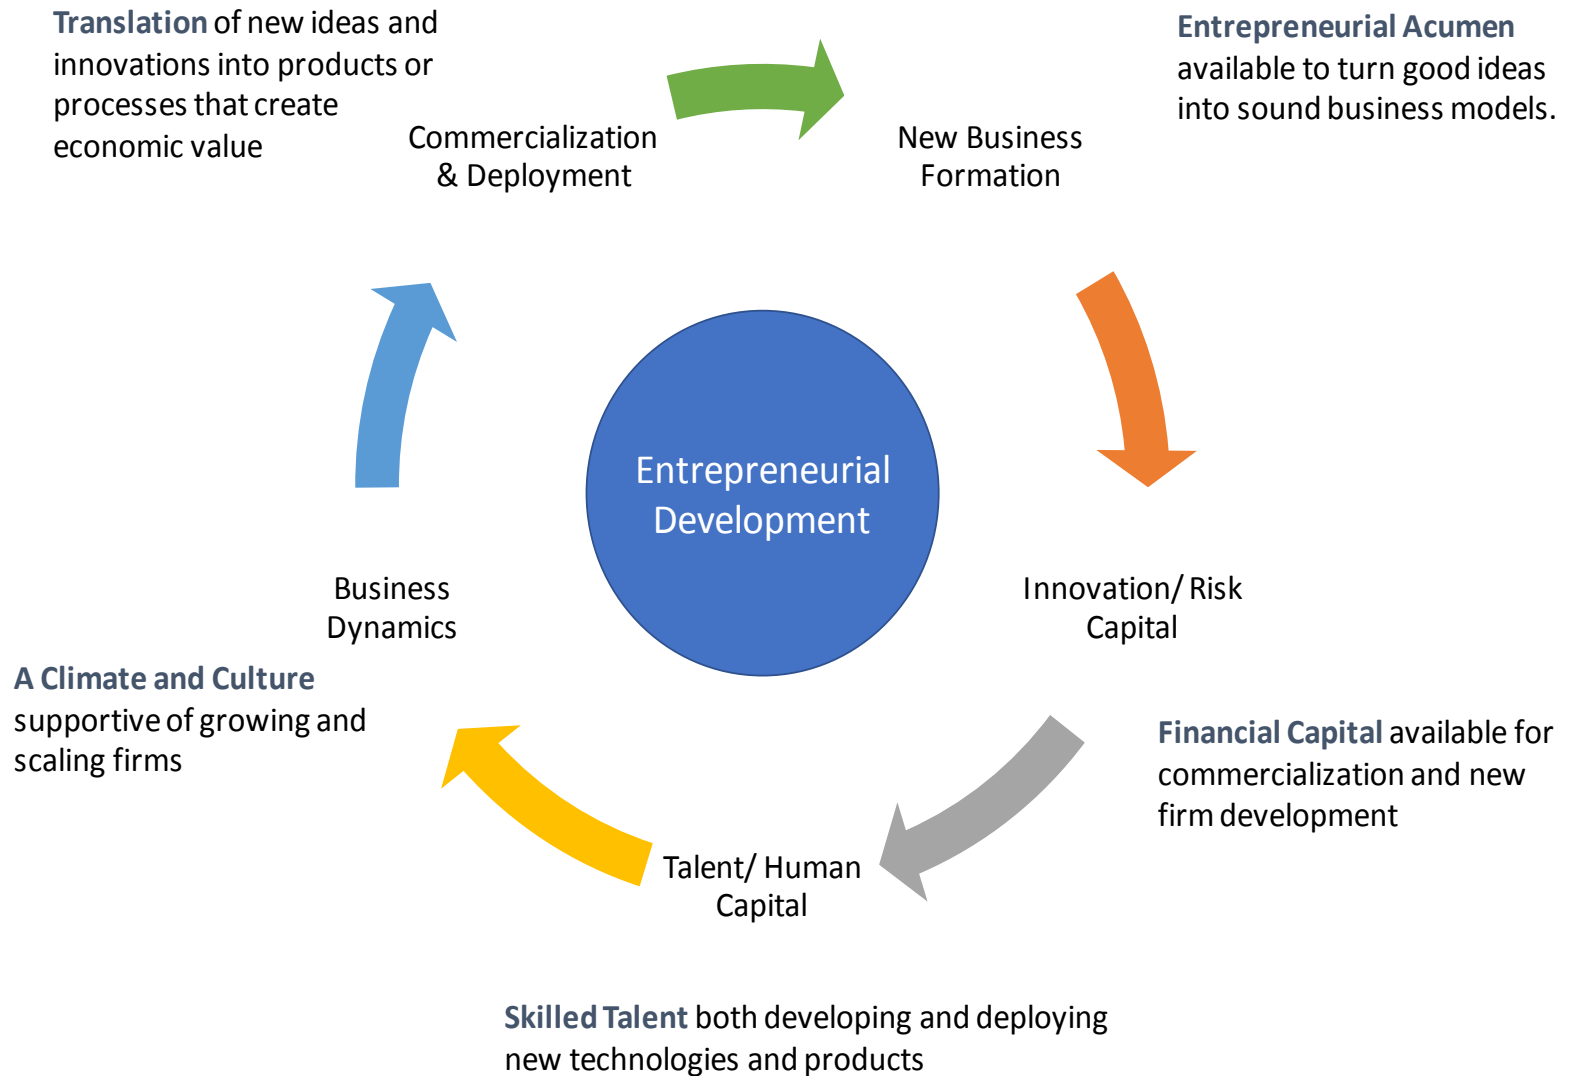 Translation of new ideas and
innovations into products or
processes that create
economic value
Commercialization
& Deployment
New Business
Formation
Entrepreneurial Acumen
available to turn good ideas
into sound business models.
Entrepreneurial
Development
Business
Dynamics
Innovation/ Risk
Capital
A Climate and Culture
supportive of growing and
scaling firms
Financial Capital available for
commercialization and new
firm development
Talent/ Human
Capital
Skilled Talent both developing and deploying
new technologies and products